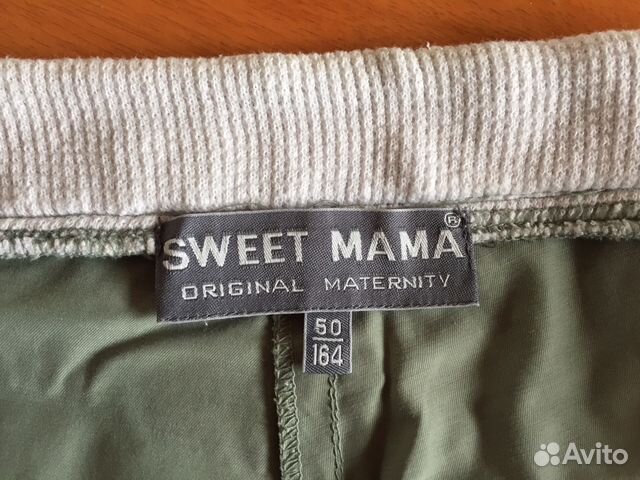 SWEET MAMA®
ORIGINAL MATERNITY
50
164
Avito